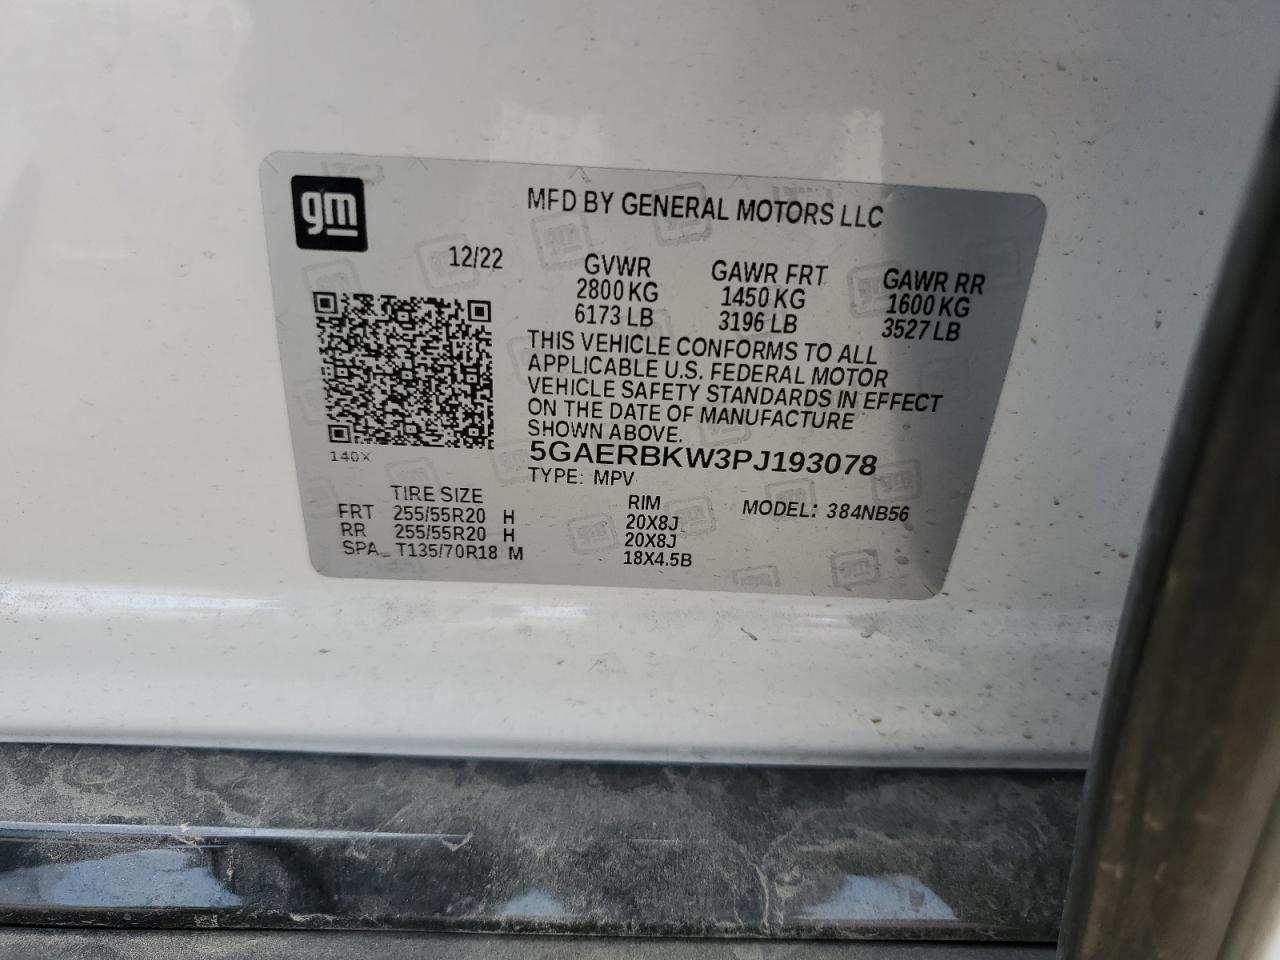 gm
MFD BY GENERAL MOTORS LLC
12/22
GVWR GAWR FRT GAWR RR
2800 KG 1450 KG 1600 KG
6173 LB 3196 LB 3527 LB
THIS VEHICLE CONFORMS TO ALL
APPLICABLE U.S. FEDERAL MOTOR
VEHICLE SAFETY STANDARDS IN EFFECT
ON THE DATE OF MANUFACTURE
SHOWN ABOVE.
140X
5GAERBKW3PJ193078
TYPE: MPV
TIRE SIZE RIM MODEL: 384NB56
FRT 255/55R20 H 20X8J
RR 255/55R20 H 20X8J
SPA_ T135/70R18 M 18X4.5B